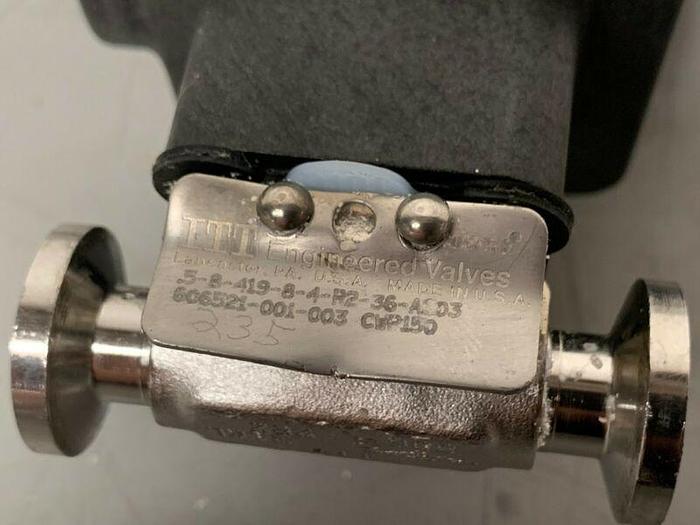 ITT
Engineered Valves
Lancaster, PA. U.S.A. MADE IN U.S.A.
.5-8-419-8-4-R2-36-AS03
606521-001-003 CWP150
235